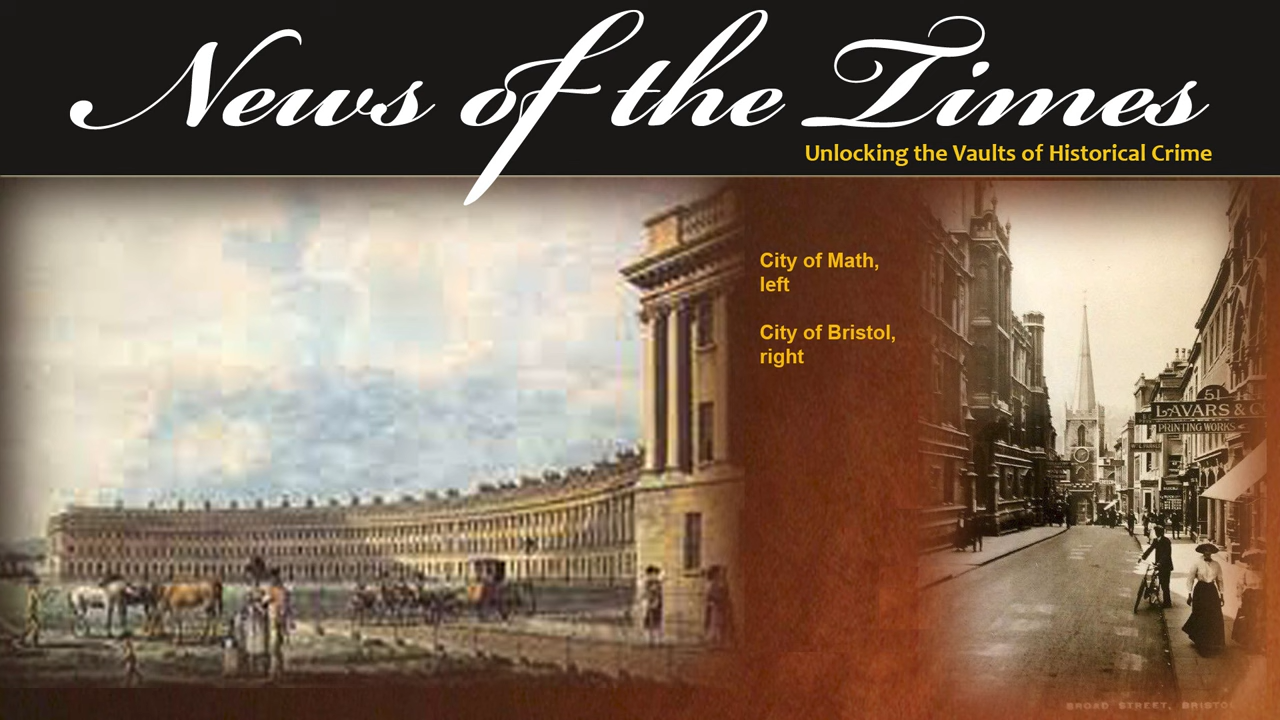 News of the Times
Unlocking the Vaults of Historical Crime
City of Math,
left
City of Bristol,
right
51
LAVARS & C
PRINTING WORKS
BROAD STREET, BRISTOL